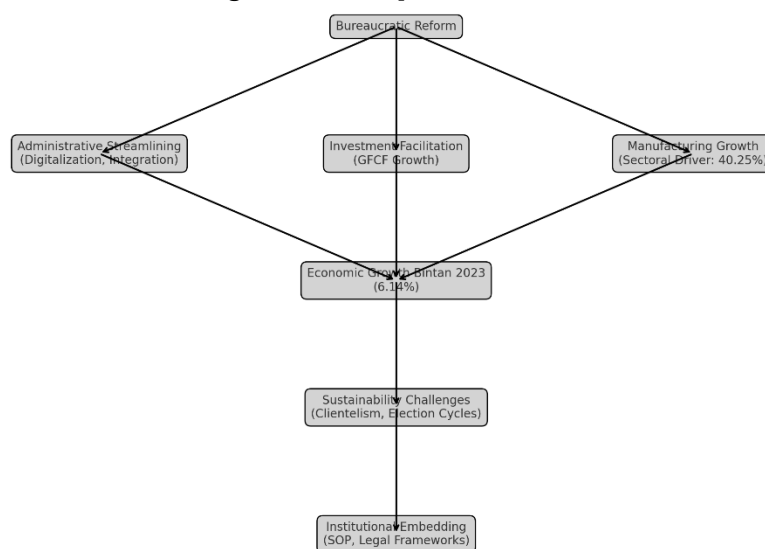 Bureaucratic Reform
Administrative Streamlining
(Digitalization, Integration)
Investment Facilitation
(GFCF Growth)
Manufacturing Growth
(Sectoral Driver: 40.25%)
Economic Growth Bintan 2023
(6.14%)
Sustainability Challenges
(Clientelism, Election Cycles)
Institutional Embedding
(SOP, Legal Frameworks)